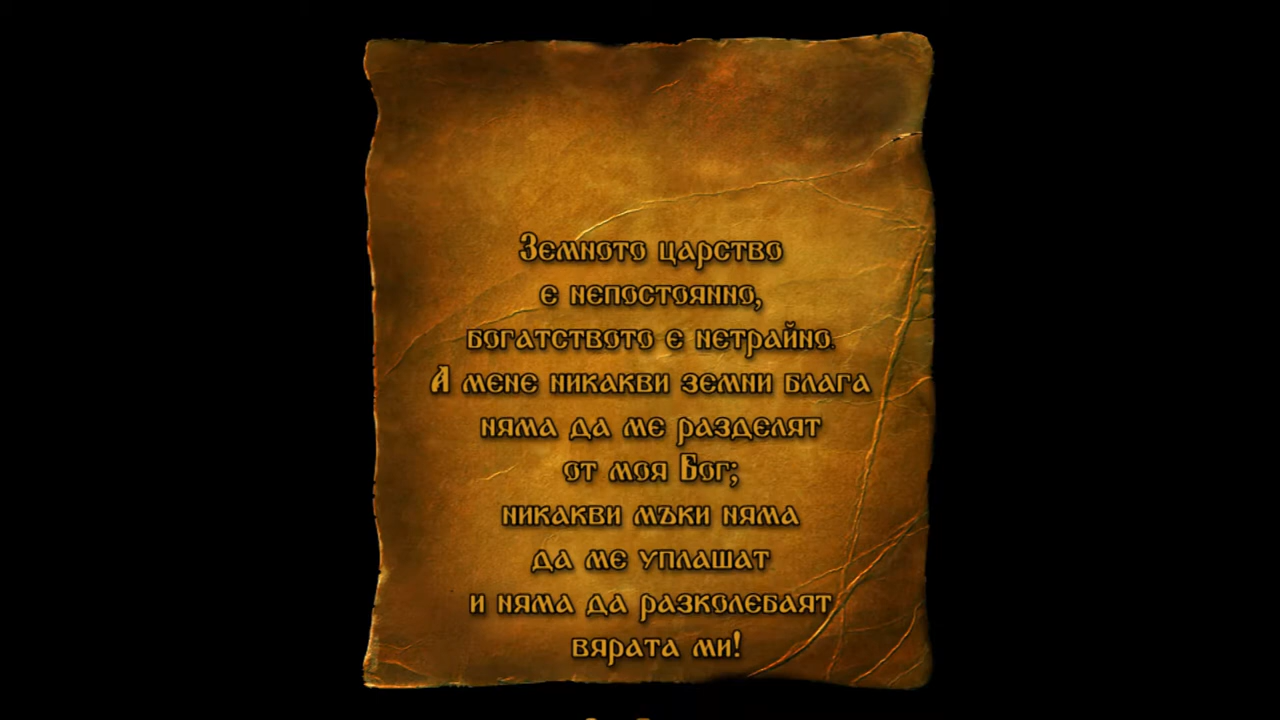 Земното царство
е непостоянно,
богатството е нетрайно.
А мене никакви земни блага
няма да ме разделят
от моя Бог;
никакви мъки няма
да ме уплашат
и няма да разколебаят
вярата ми!